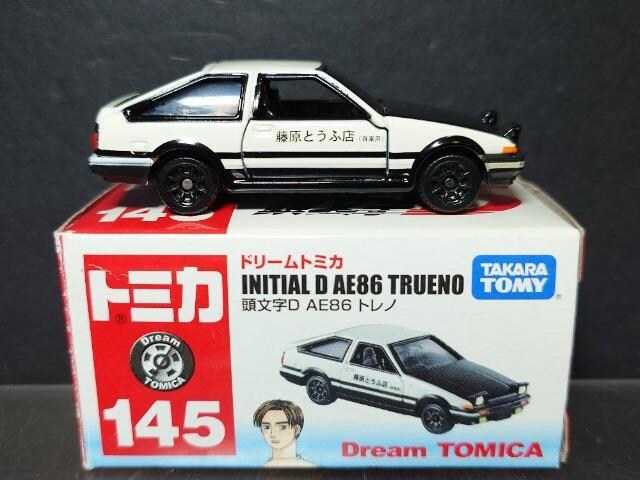 藤原とうふ店(自家用)
145
ドリームトミカ
INITIAL D AE86 TRUENO
頭文字D AE86 トレノ
TAKARA
TOMY
®
トミカ
®
Dream
TOMICA
145
藤原とうふ店
Dream TOMICA